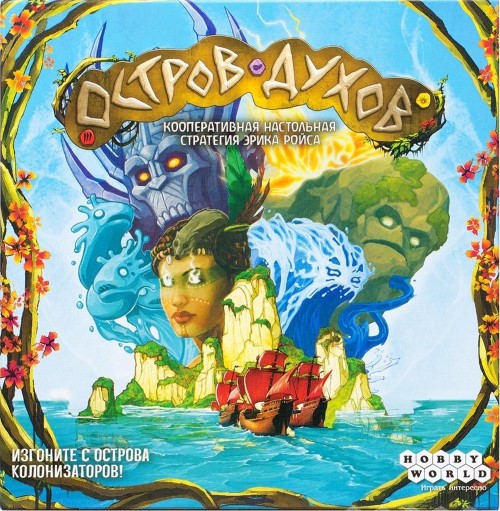 ОСТРОВ ДУХОВ
КООПЕРАТИВНАЯ НАСТОЛЬНАЯ
СТРАТЕГИЯ ЭРИКА РОЙСА
ИЗГОНИТЕ С ОСТРОВА
КОЛОНИЗАТОРОВ!
HOBBY
WORLD
Играть интересно